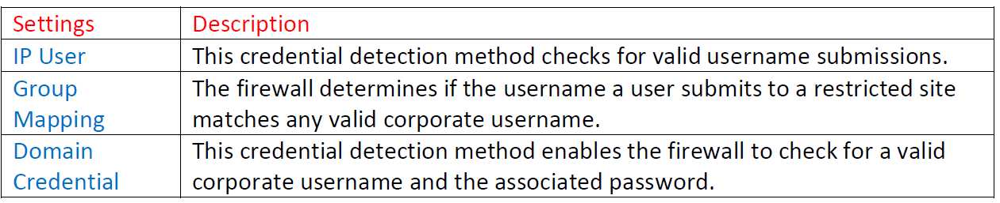 Settings Description
IP User This credential detection method checks for valid username submissions.
Group The firewall determines if the username a user submits to a restricted site
Mapping matches any valid corporate username.
Domain This credential detection method enables the firewall to check for a valid
Credential corporate username and the associated password.